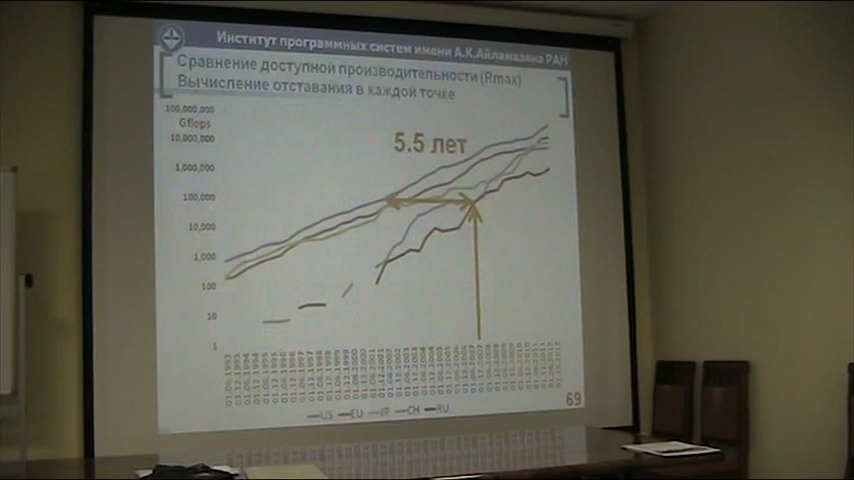 Институт программных систем имени А.К.Айламазяна РАН
Сравнение доступной производительности (Rmax)
Вычисление отставания в каждой точке
100,000,000
Gflops
10,000,000
1,000,000
100,000
10,000
1,000
100
10
1
5.5 лет
US EU JP CH RU
69